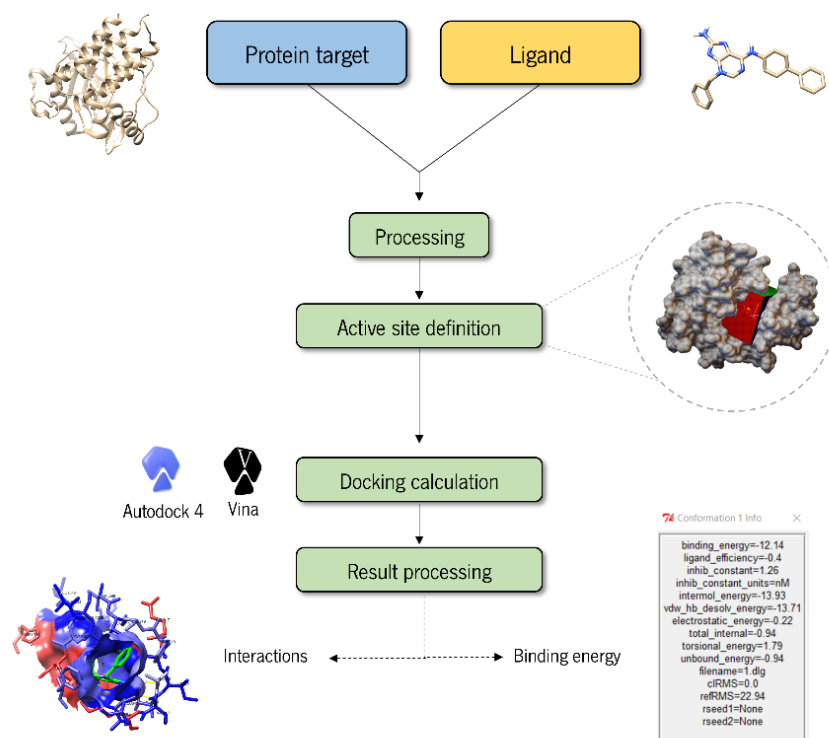 Protein target
Ligand
Processing
Active site definition
Docking calculation
Autodock 4
Vina
Result processing
Interactions
Binding energy
Conformation 1 Info
binding_energy=-12.14
ligand_efficiency=-0.4
inhib_constant=1.26
inhib_constant_units=nM
intermol_energy=-13.93
vdw_hb_desolv_energy=-13.71
electrostatic_energy=-0.22
total_internal=-0.94
torsional_energy=1.79
unbound_energy=-0.94
filename=1.dlg
clRMS=0.0
refRMS=22.94
rseed1=None
rseed2=None